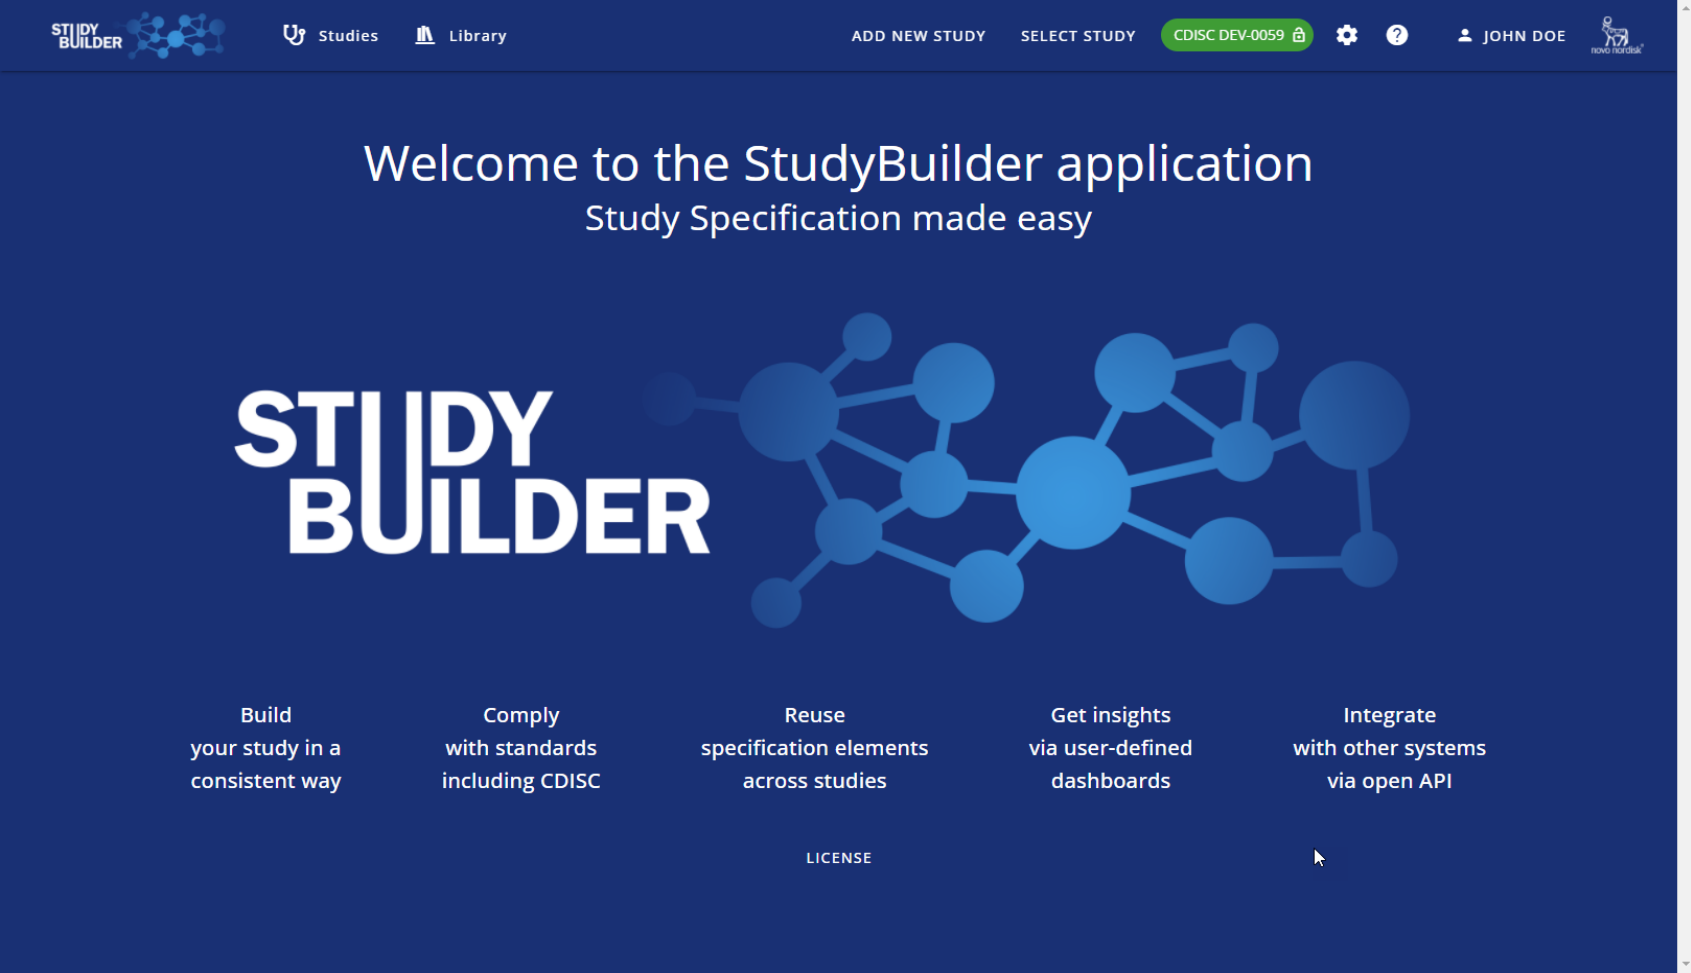 STUDY
BUILDER
Studies
Library
ADD NEW STUDY
SELECT STUDY
CDISC DEV-0059
?
JOHN DOE
novo nordisk®
Welcome to the StudyBuilder application
Study Specification made easy
STUDY
BUILDER
Build
your study in a
consistent way
Comply
with standards
including CDISC
Reuse
specification elements
across studies
Get insights
via user-defined
dashboards
Integrate
with other systems
via open API
LICENSE